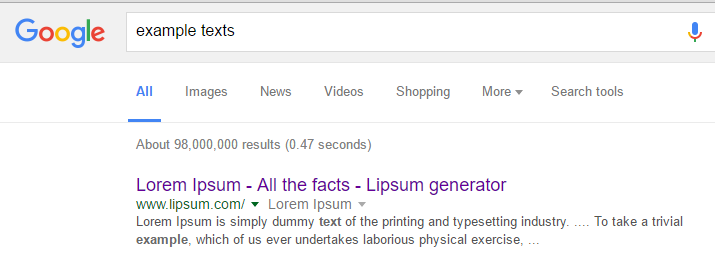 Google example texts
All Images News Videos Shopping More Search tools
About 98,000,000 results (0.47 seconds)
Lorem Ipsum - All the facts - Lipsum generator
www.lipsum.com/ Lorem Ipsum
Lorem Ipsum is simply dummy text of the printing and typesetting industry. .... To take a trivial
example, which of us ever undertakes laborious physical exercise, ...